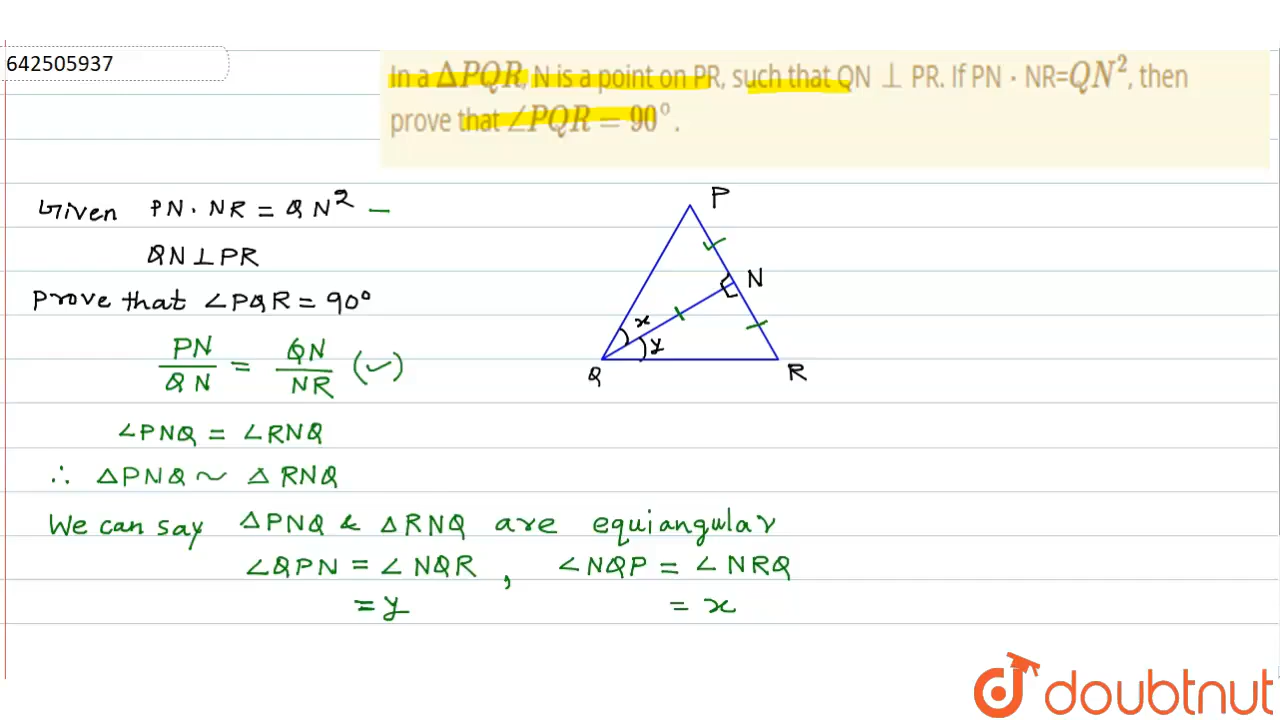 642505937
In a ΔPQR, N is a point on PR, such that QN ⊥ PR. If PN · NR=QN², then
prove that ∠PQR = 90°.
Given PN. NR = QN² –
QN ⊥ PR
Prove that ∠PQR = 90°
PN/QN = QN/NR (✓)
∠PNQ = ∠RNQ
∴ ΔPNQ ~ Δ RNQ
We can say ΔPNQ & ΔRNQ are equiangular
∠QPN = ∠NQR , ∠NQP = ∠NRQ
= y = x
P
N
x
y
Q
R
doubtnut